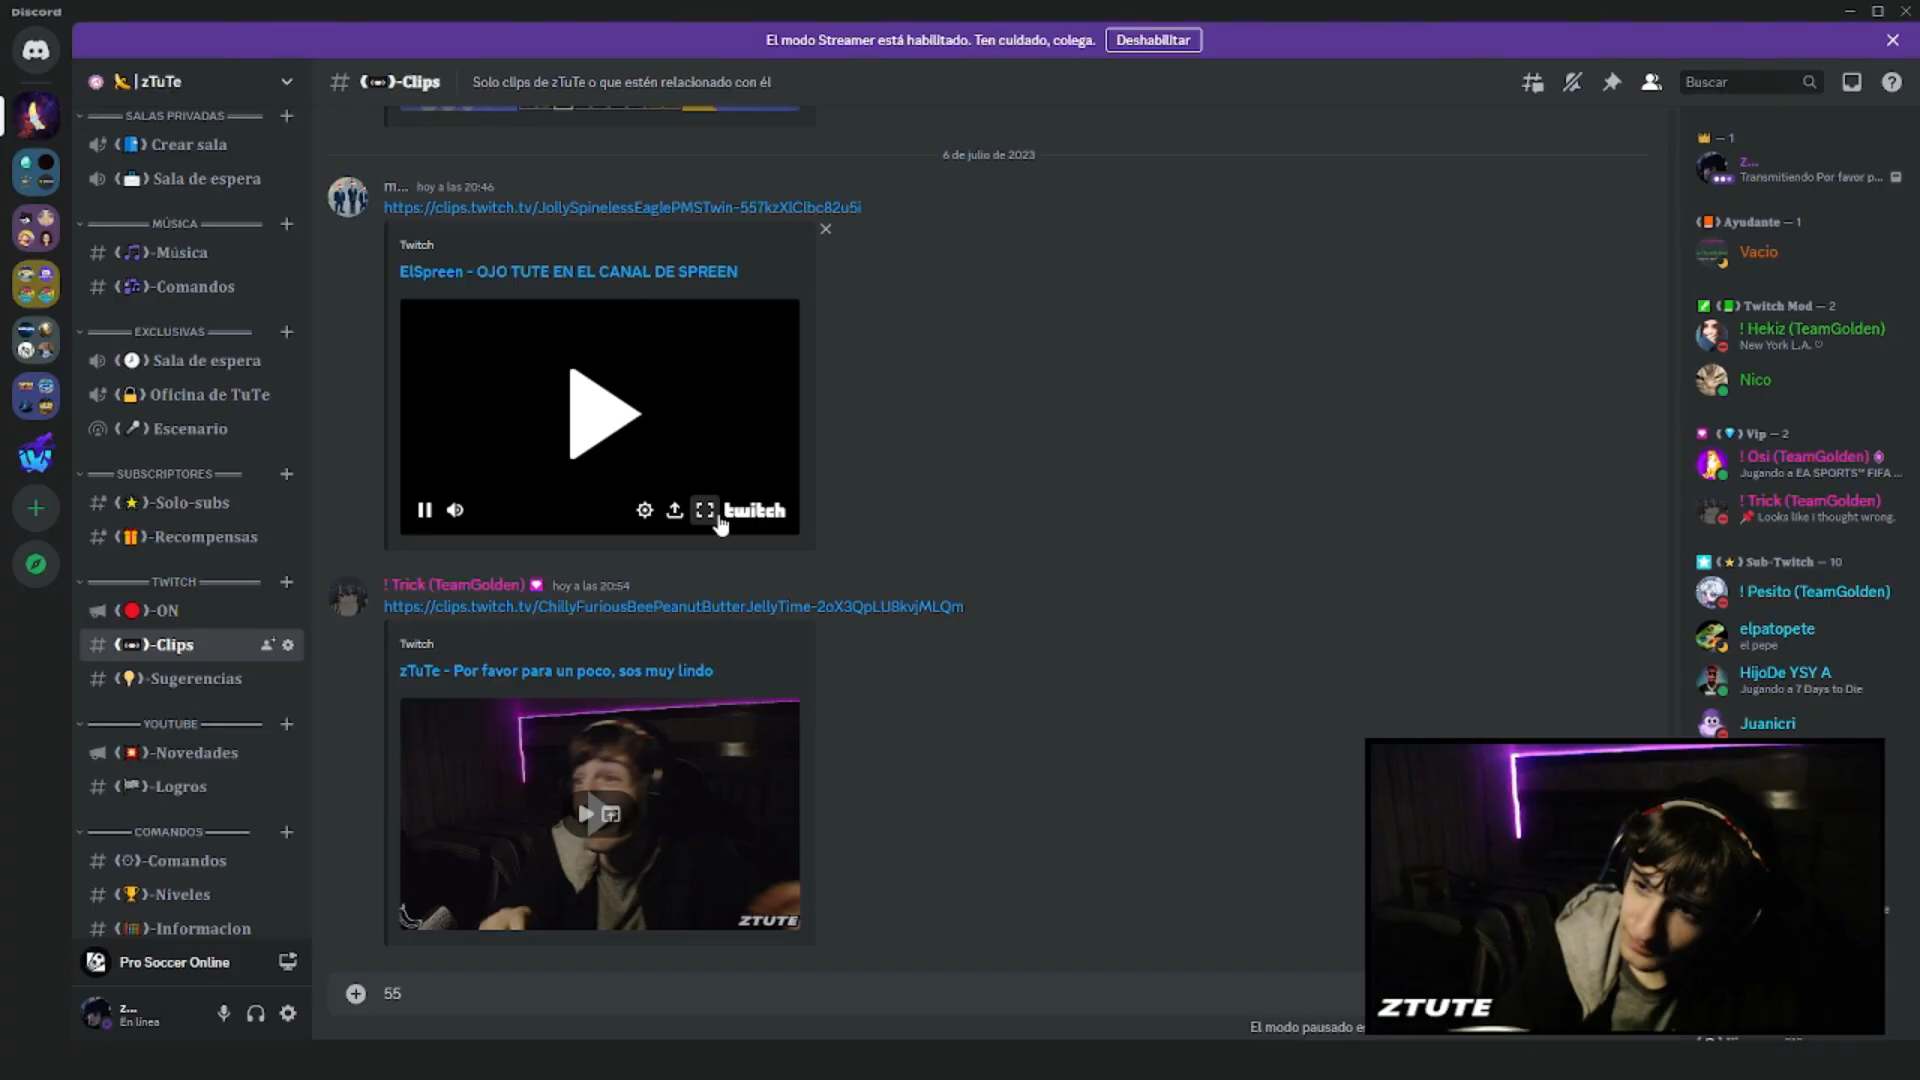 Discord
El modo Streamer está habilitado. Ten cuidado, colega.
Deshabilitar
| zTuTe
SALAS PRIVADAS
Crear sala
Sala de espera
MÚSICA
-Música
-Comandos
EXCLUSIVAS
Sala de espera
Oficina de TuTe
Escenario
SUBSCRIPTORES
-Solo-subs
-Recompensas
TWITCH
-ON
-Clips
-Sugerencias
YOUTUBE
-Novedades
-Logros
COMANDOS
-Comandos
-Niveles
-Informacion
Pro Soccer Online
z...
En línea
-Clips
Solo clips de zTuTe o que estén relacionado con él
Buscar
6 de julio de 2023
m... hoy a las 20:46
https://clips.twitch.tv/JollySpinelessEaglePMSTwin-557kzXlClbc82u5i
Twitch
ElSpreen - OJO TUTE EN EL CANAL DE SPREEN
twitch
! Trick (TeamGolden) hoy a las 20:54
https://clips.twitch.tv/ChillyFuriousBeePeanutButterJellyTime-2oX3QpLU8kvjMLQm
Twitch
zTuTe - Por favor para un poco, sos muy lindo
ZTUTE
55
El modo pausado es
— 1
z...
Transmitiendo Por favor p...
Ayudante — 1
Vacio
Twitch Mod — 2
! Hekiz (TeamGolden)
New York L.A. ♡
Nico
Vip — 2
! Osi (TeamGolden)
Jugando a EA SPORTS™ FIFA ...
! Trick (TeamGolden)
Looks like I thought wrong.
Sub-Twitch — 10
! Pesito (TeamGolden)
elpatopete
el pepe
HijoDe YSY A
Jugando a 7 Days to Die
Juanicri
ZTUTE